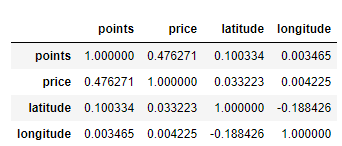 points price latitude longitude
points 1.000000 0.476271 0.100334 0.003465
price 0.476271 1.000000 0.033223 0.004225
latitude 0.100334 0.033223 1.000000 -0.188426
longitude 0.003465 0.004225 -0.188426 1.000000